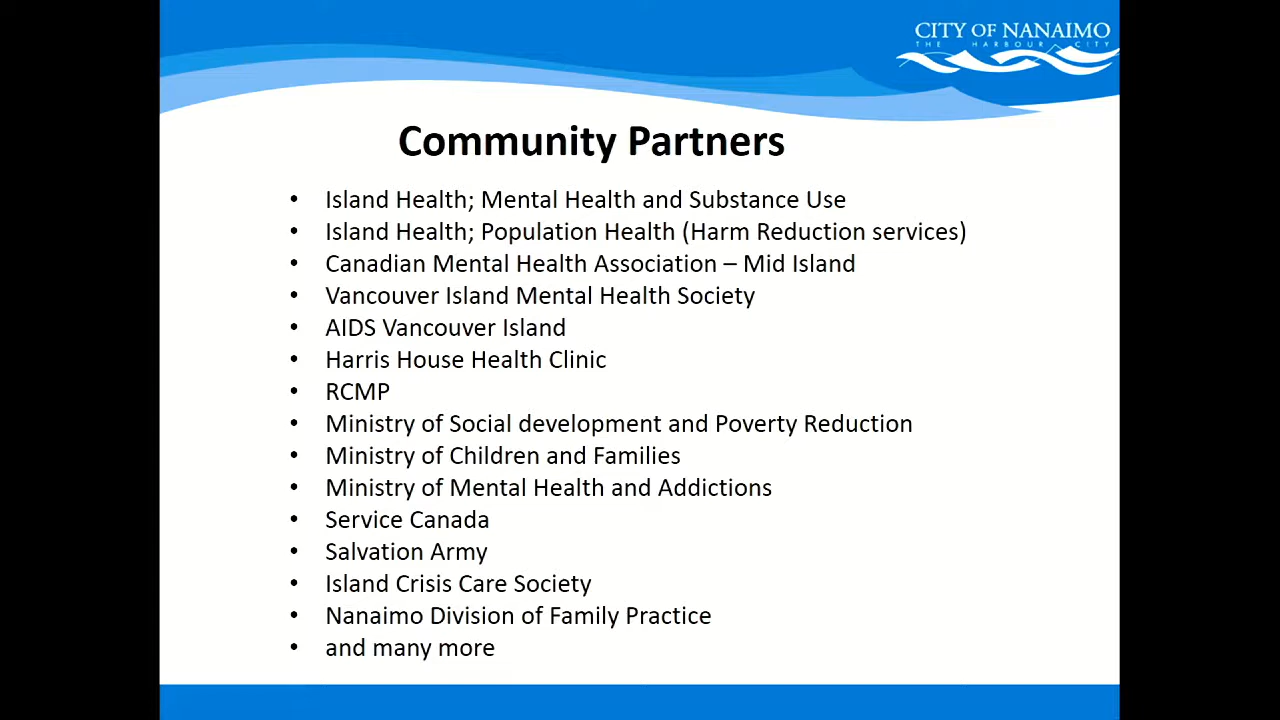 CITY OF NANAIMO
THE HARBOUR CITY
Community Partners
• Island Health; Mental Health and Substance Use
• Island Health; Population Health (Harm Reduction services)
• Canadian Mental Health Association – Mid Island
• Vancouver Island Mental Health Society
• AIDS Vancouver Island
• Harris House Health Clinic
• RCMP
• Ministry of Social development and Poverty Reduction
• Ministry of Children and Families
• Ministry of Mental Health and Addictions
• Service Canada
• Salvation Army
• Island Crisis Care Society
• Nanaimo Division of Family Practice
• and many more